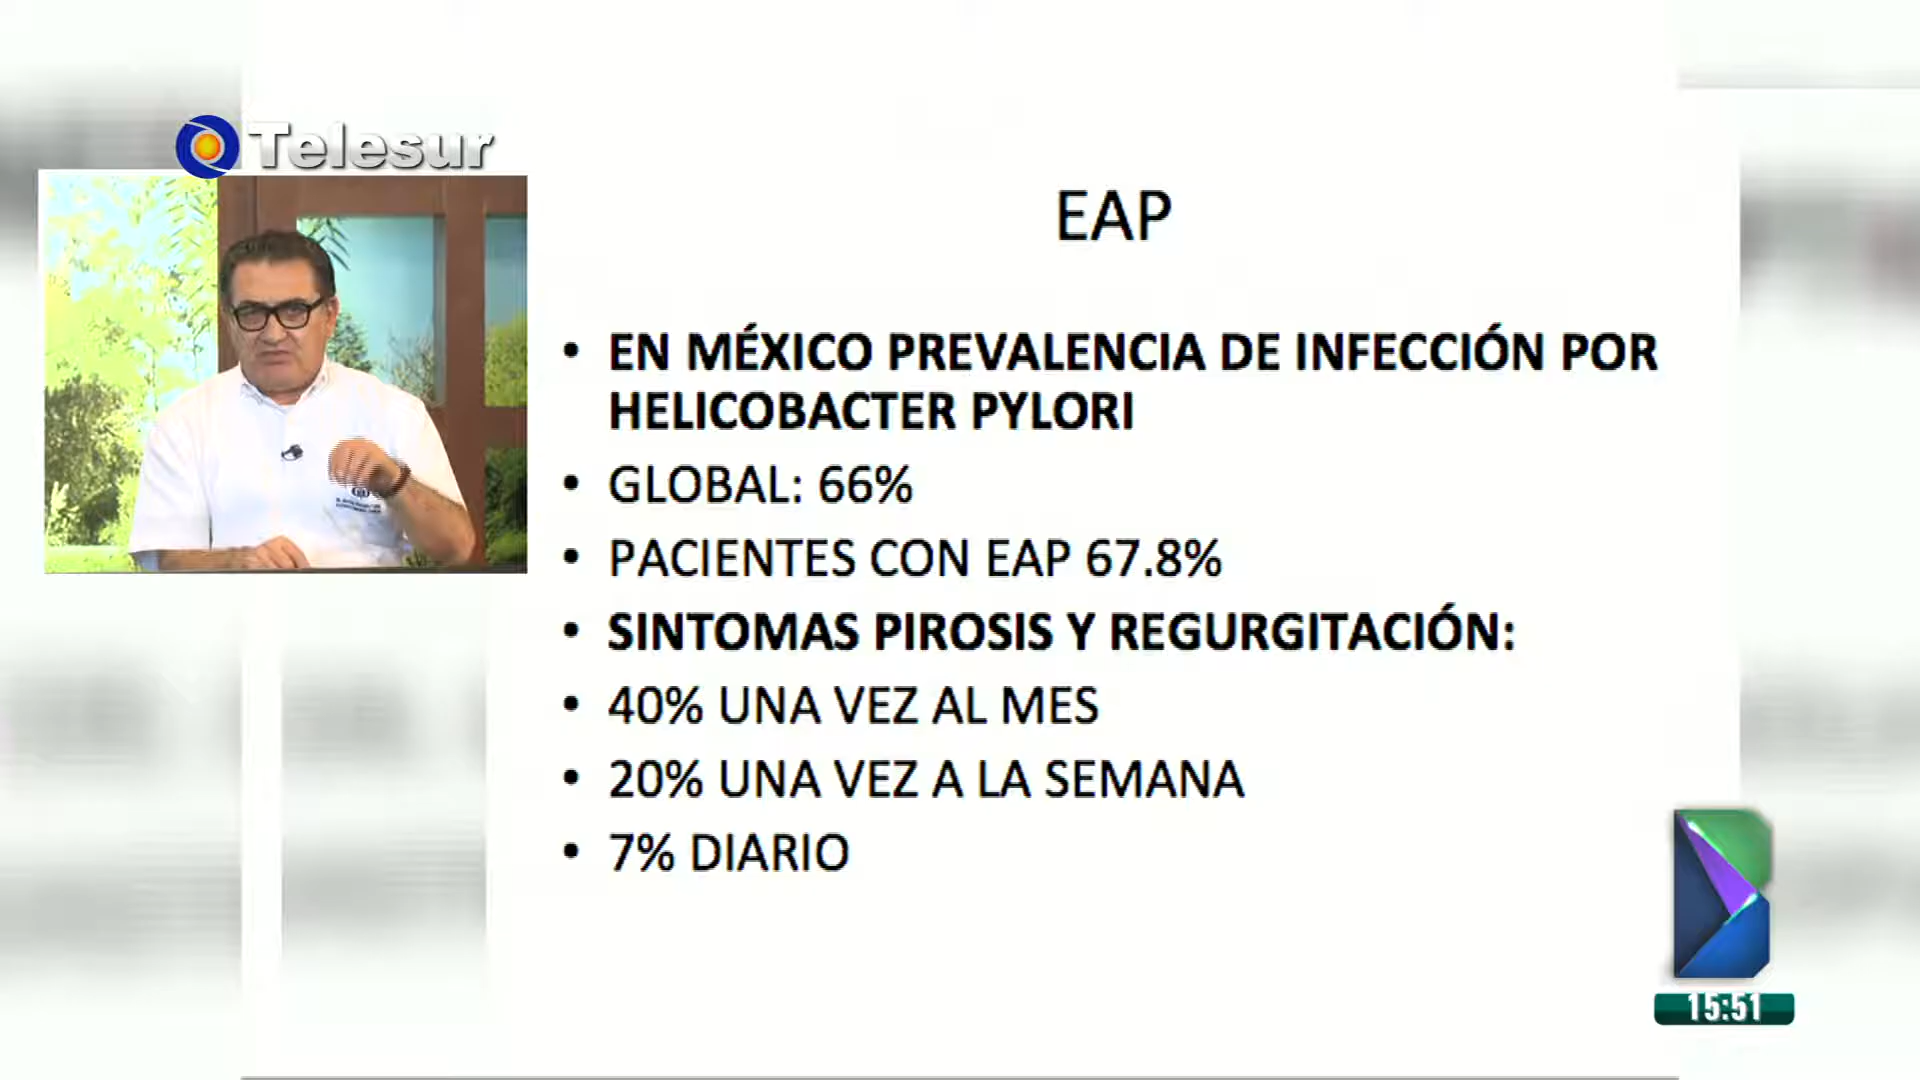 Telesur
EAP
• EN MÉXICO PREVALENCIA DE INFECCIÓN POR
HELICOBACTER PYLORI
• GLOBAL: 66%
• PACIENTES CON EAP 67.8%
• SINTOMAS PIROSIS Y REGURGITACIÓN:
• 40% UNA VEZ AL MES
• 20% UNA VEZ A LA SEMANA
• 7% DIARIO
15:51